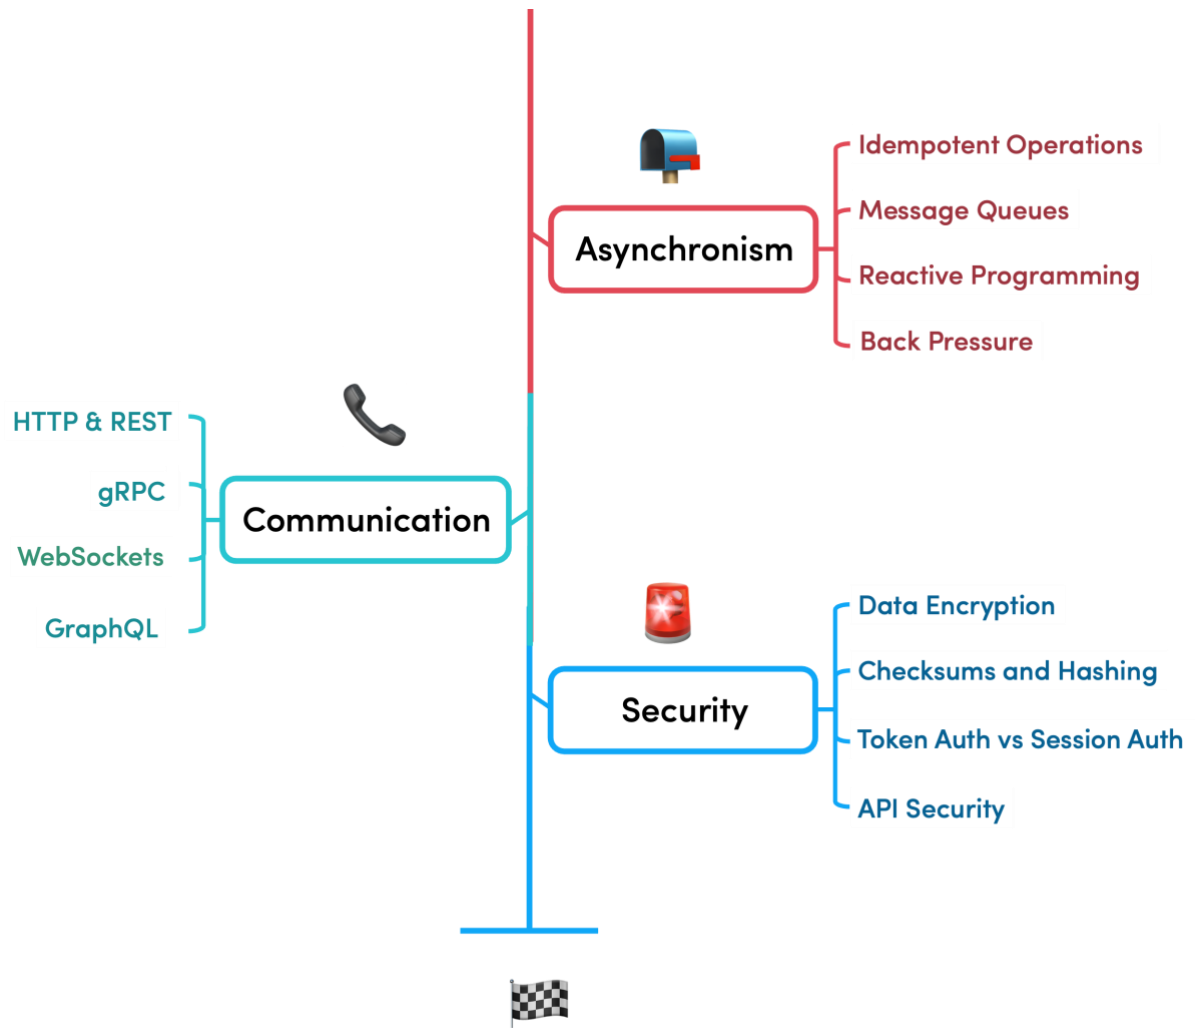 Asynchronism
Idempotent Operations
Message Queues
Reactive Programming
Back Pressure
Communication
HTTP & REST
gRPC
WebSockets
GraphQL
Security
Data Encryption
Checksums and Hashing
Token Auth vs Session Auth
API Security